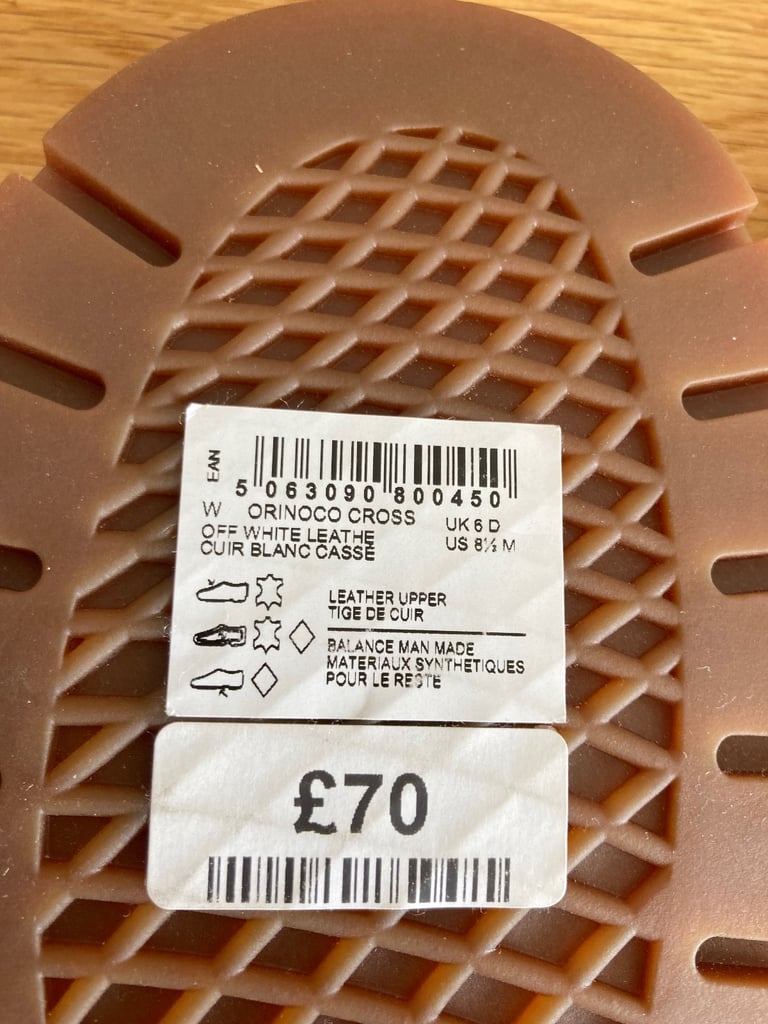 EAN
5 063090 800450
W ORINOCO CROSS UK 6 D
OFF WHITE LEATHE US 8½ M
CUIR BLANC CASSÉ
LEATHER UPPER
TIGE DE CUIR
BALANCE MAN MADE
MATERIAUX SYNTHETIQUES
POUR LE RESTE
£70